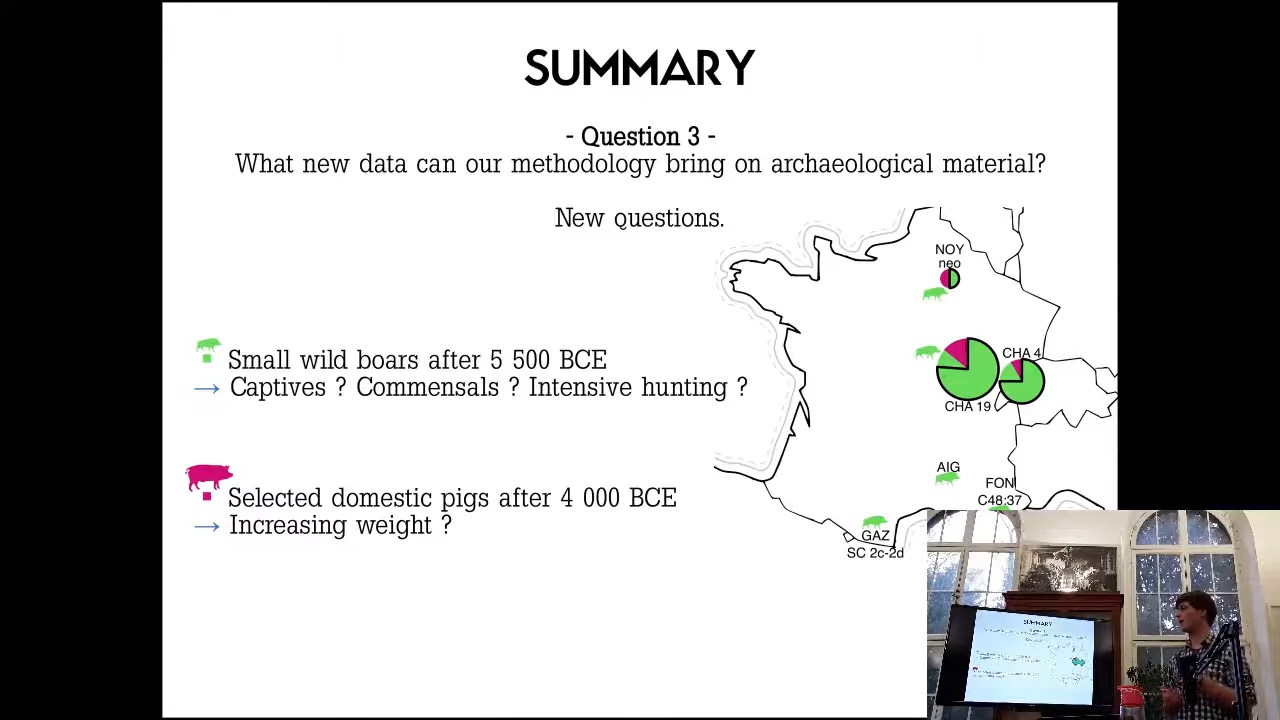 SUMMARY
- Question 3 -
What new data can our methodology bring on archaeological material?
New questions.
NOY
neo
Small wild boars after 5 500 BCE
→ Captives ? Commensals ? Intensive hunting ?
CHA 4
CHA 19
AIG
FON
C48:37
Selected domestic pigs after 4 000 BCE
→ Increasing weight ?
GAZ
SC 2c-2d
SUMMARY